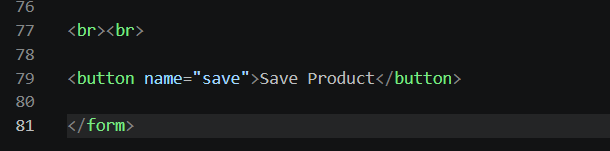 76
77 <br><br>
78
79 <button name="save">Save Product</button>
80
81 </form>